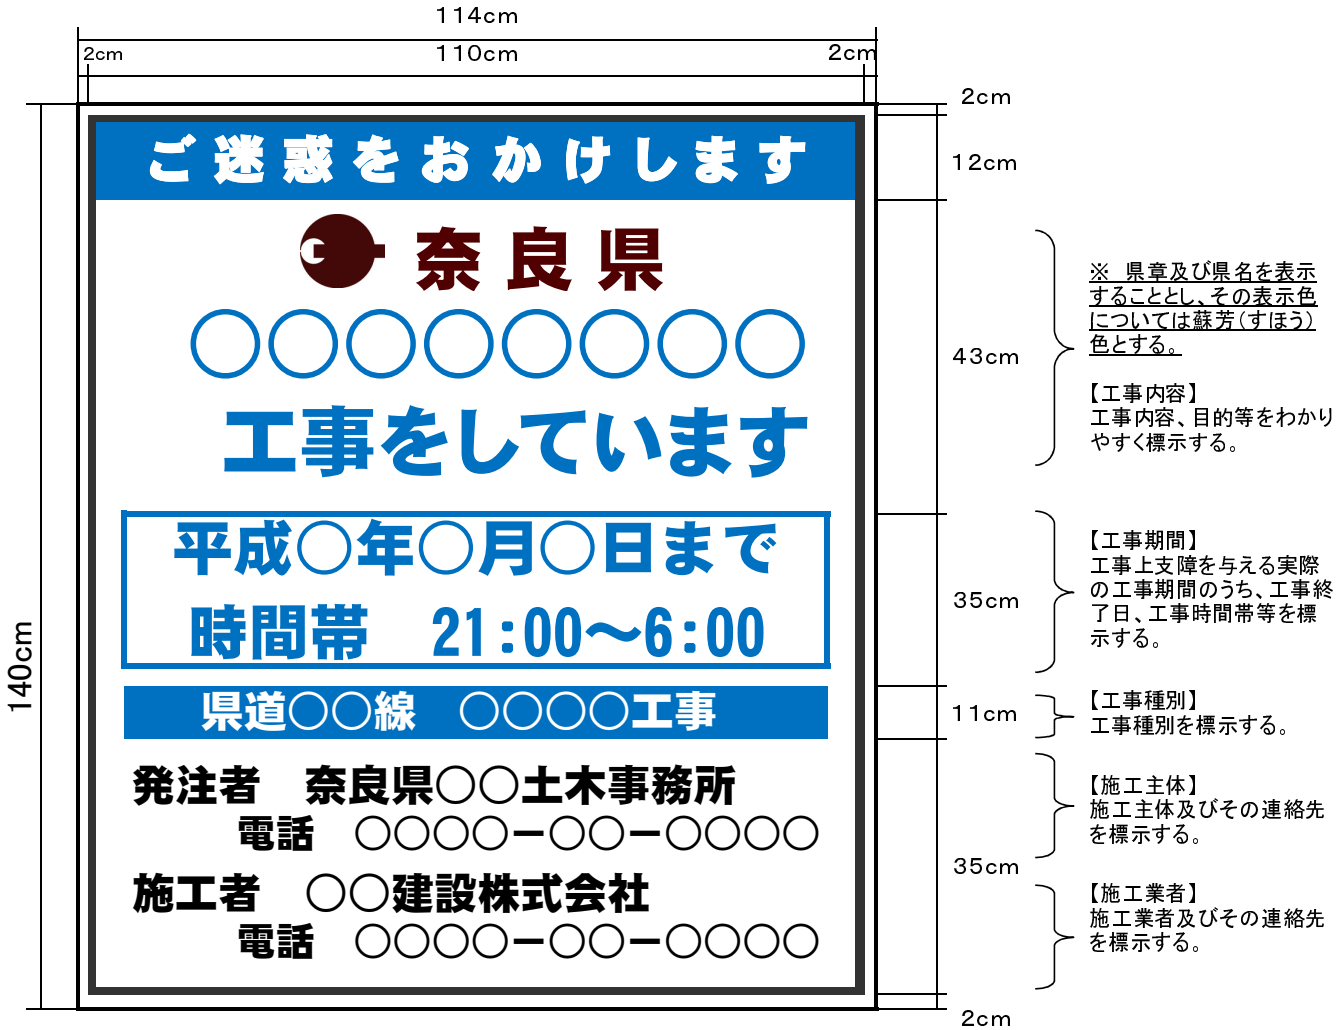 114cm
2cm
110cm
2cm
2cm
12cm
43cm
35cm
11cm
35cm
2cm
140cm
ご迷惑をおかけします
奈良県
○○○○○○○○
工事をしています
平成○年○月○日まで
時間帯　21:00～6:00
県道○○線　○○○○工事
発注者　奈良県○○土木事務所
電話　○○○○－○○－○○○○
施工者　○○建設株式会社
電話　○○○○－○○－○○○○
※　県章及び県名を表示
することとし、その表示色
については蘇芳（すほう）
色とする。
【工事内容】
工事内容、目的等をわかり
やすく標示する。
【工事期間】
工事上支障を与える実際
の工事期間のうち、工事終
了日、工事時間帯等を標
示する。
【工事種別】
工事種別を標示する。
【施工主体】
施工主体及びその連絡先
を標示する。
【施工業者】
施工業者及びその連絡先
を標示する。